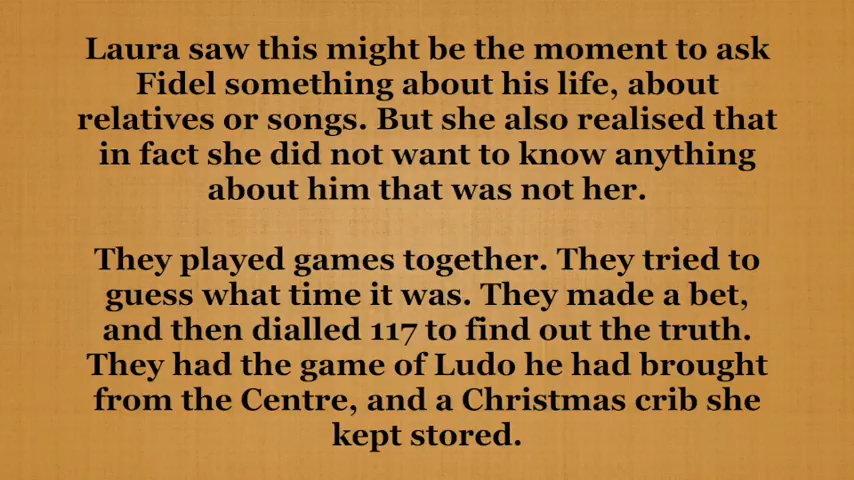 Laura saw this might be the moment to ask
Fidel something about his life, about
relatives or songs. But she also realised that
in fact she did not want to know anything
about him that was not her.
They played games together. They tried to
guess what time it was. They made a bet,
and then dialled 117 to find out the truth.
They had the game of Ludo he had brought
from the Centre, and a Christmas crib she
kept stored.